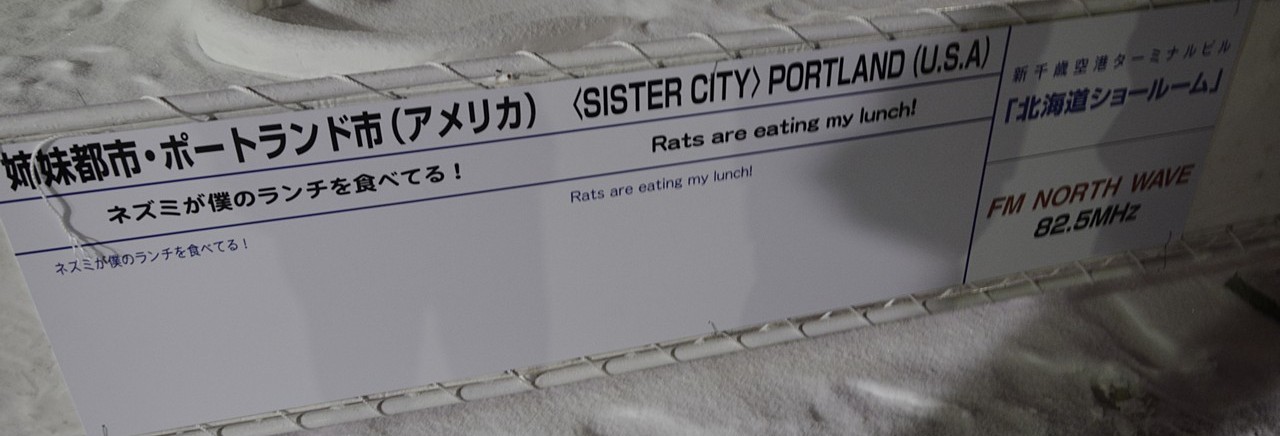 姉妹都市・ポートランド市(アメリカ) 〈SISTER CITY〉 PORTLAND (U.S.A)
ネズミが僕のランチを食べてる！ Rats are eating my lunch!
ネズミが僕のランチを食べてる！ Rats are eating my lunch!
新千歳空港ターミナルビル
「北海道ショールーム」
FM NORTH WAVE
82.5MHz